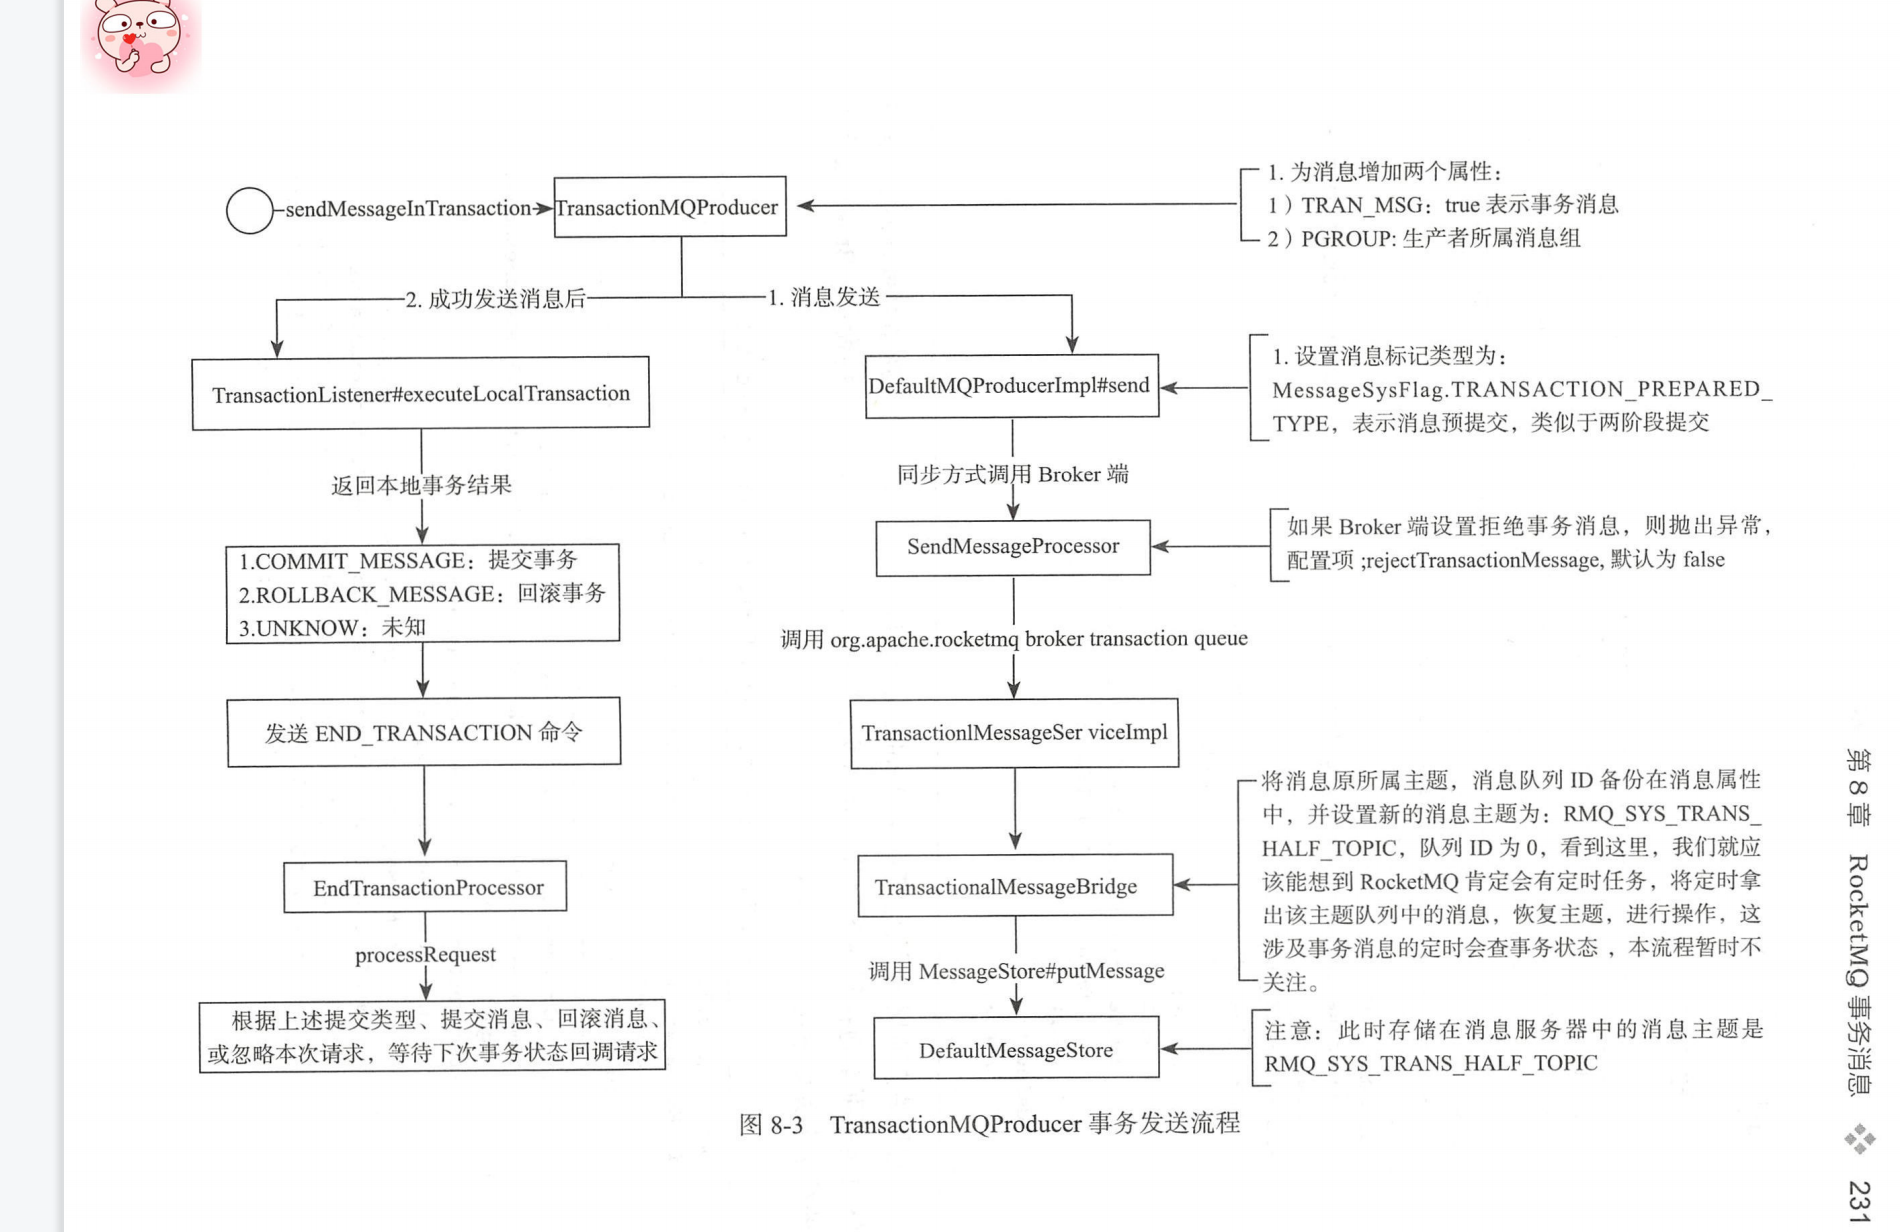 sendMessageInTransaction
TransactionMQProducer
1. 为消息增加两个属性：
1）TRAN_MSG：true 表示事务消息
2）PGROUP: 生产者所属消息组
2. 成功发送消息后
1. 消息发送
TransactionListener#executeLocalTransaction
返回本地事务结果
1.COMMIT_MESSAGE：提交事务
2.ROLLBACK_MESSAGE：回滚事务
3.UNKNOW：未知
发送 END_TRANSACTION 命令
EndTransactionProcessor
processRequest
根据上述提交类型、提交消息、回滚消息、
或忽略本次请求，等待下次事务状态回调请求
DefaultMQProducerImpl#send
1. 设置消息标记类型为：
MessageSysFlag.TRANSACTION_PREPARED_
TYPE，表示消息预提交，类似于两阶段提交
同步方式调用 Broker 端
SendMessageProcessor
如果 Broker 端设置拒绝事务消息，则抛出异常，
配置项 ;rejectTransactionMessage, 默认为 false
调用 org.apache.rocketmq broker transaction queue
TransactionlMessageSer viceImpl
TransactionalMessageBridge
将消息原所属主题，消息队列 ID 备份在消息属性
中，并设置新的消息主题为：RMQ_SYS_TRANS_
HALF_TOPIC，队列 ID 为 0，看到这里，我们就应
该能想到 RocketMQ 肯定会有定时任务，将定时拿
出该主题队列中的消息，恢复主题，进行操作，这
涉及事务消息的定时会查事务状态 ，本流程暂时不
关注。
调用 MessageStore#putMessage
DefaultMessageStore
注意：此时存储在消息服务器中的消息主题是
RMQ_SYS_TRANS_HALF_TOPIC
图 8-3 TransactionMQProducer 事务发送流程
第 8 章 RocketMQ 事务消息 ❖ 231